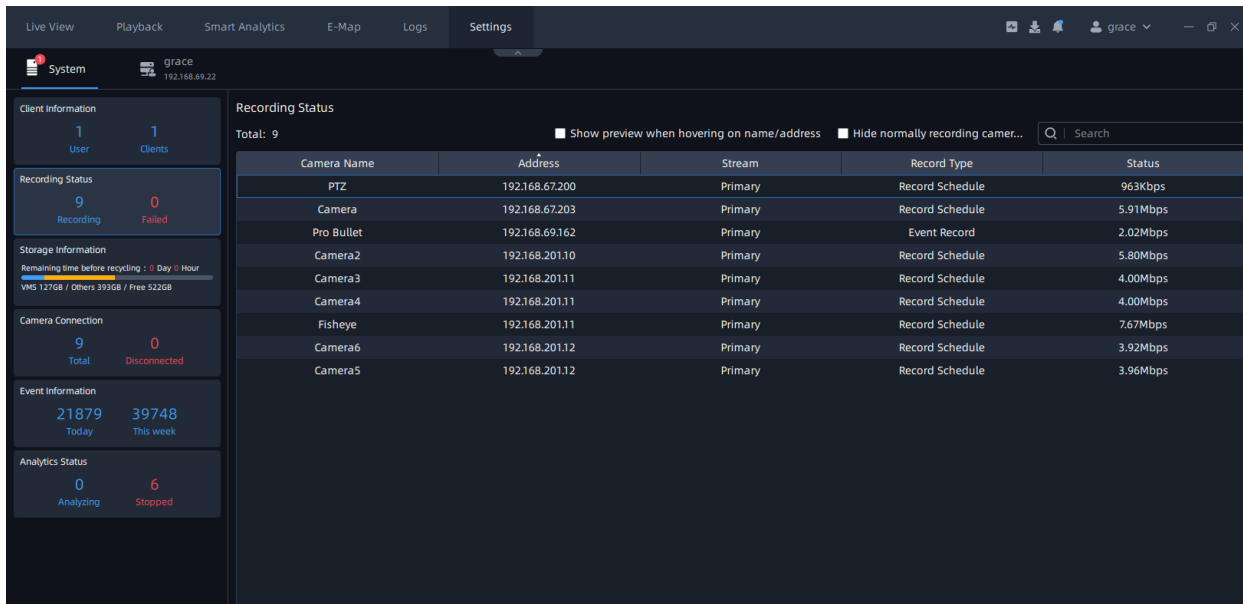 Live View Playback Smart Analytics E-Map Logs Settings grace
1 System grace
192.168.69.22
Client Information
1 1
User Clients
Recording Status
9 0
Recording Failed
Storage Information
Remaining time before recycling : 0 Day 0 Hour
VMS 127GB / Others 393GB / Free 522GB
Camera Connection
9 0
Total Disconnected
Event Information
21879 39748
Today This week
Analytics Status
0 6
Analyzing Stopped
Recording Status
Total: 9 Show preview when hovering on name/address Hide normally recording camer... Search
Camera Name Address Stream Record Type Status
PTZ 192.168.67.200 Primary Record Schedule 963Kbps
Camera 192.168.67.203 Primary Record Schedule 5.91Mbps
Pro Bullet 192.168.69.162 Primary Event Record 2.02Mbps
Camera2 192.168.201.10 Primary Record Schedule 5.80Mbps
Camera3 192.168.201.11 Primary Record Schedule 4.00Mbps
Camera4 192.168.201.11 Primary Record Schedule 4.00Mbps
Fisheye 192.168.201.11 Primary Record Schedule 7.67Mbps
Camera6 192.168.201.12 Primary Record Schedule 3.92Mbps
Camera5 192.168.201.12 Primary Record Schedule 3.96Mbps